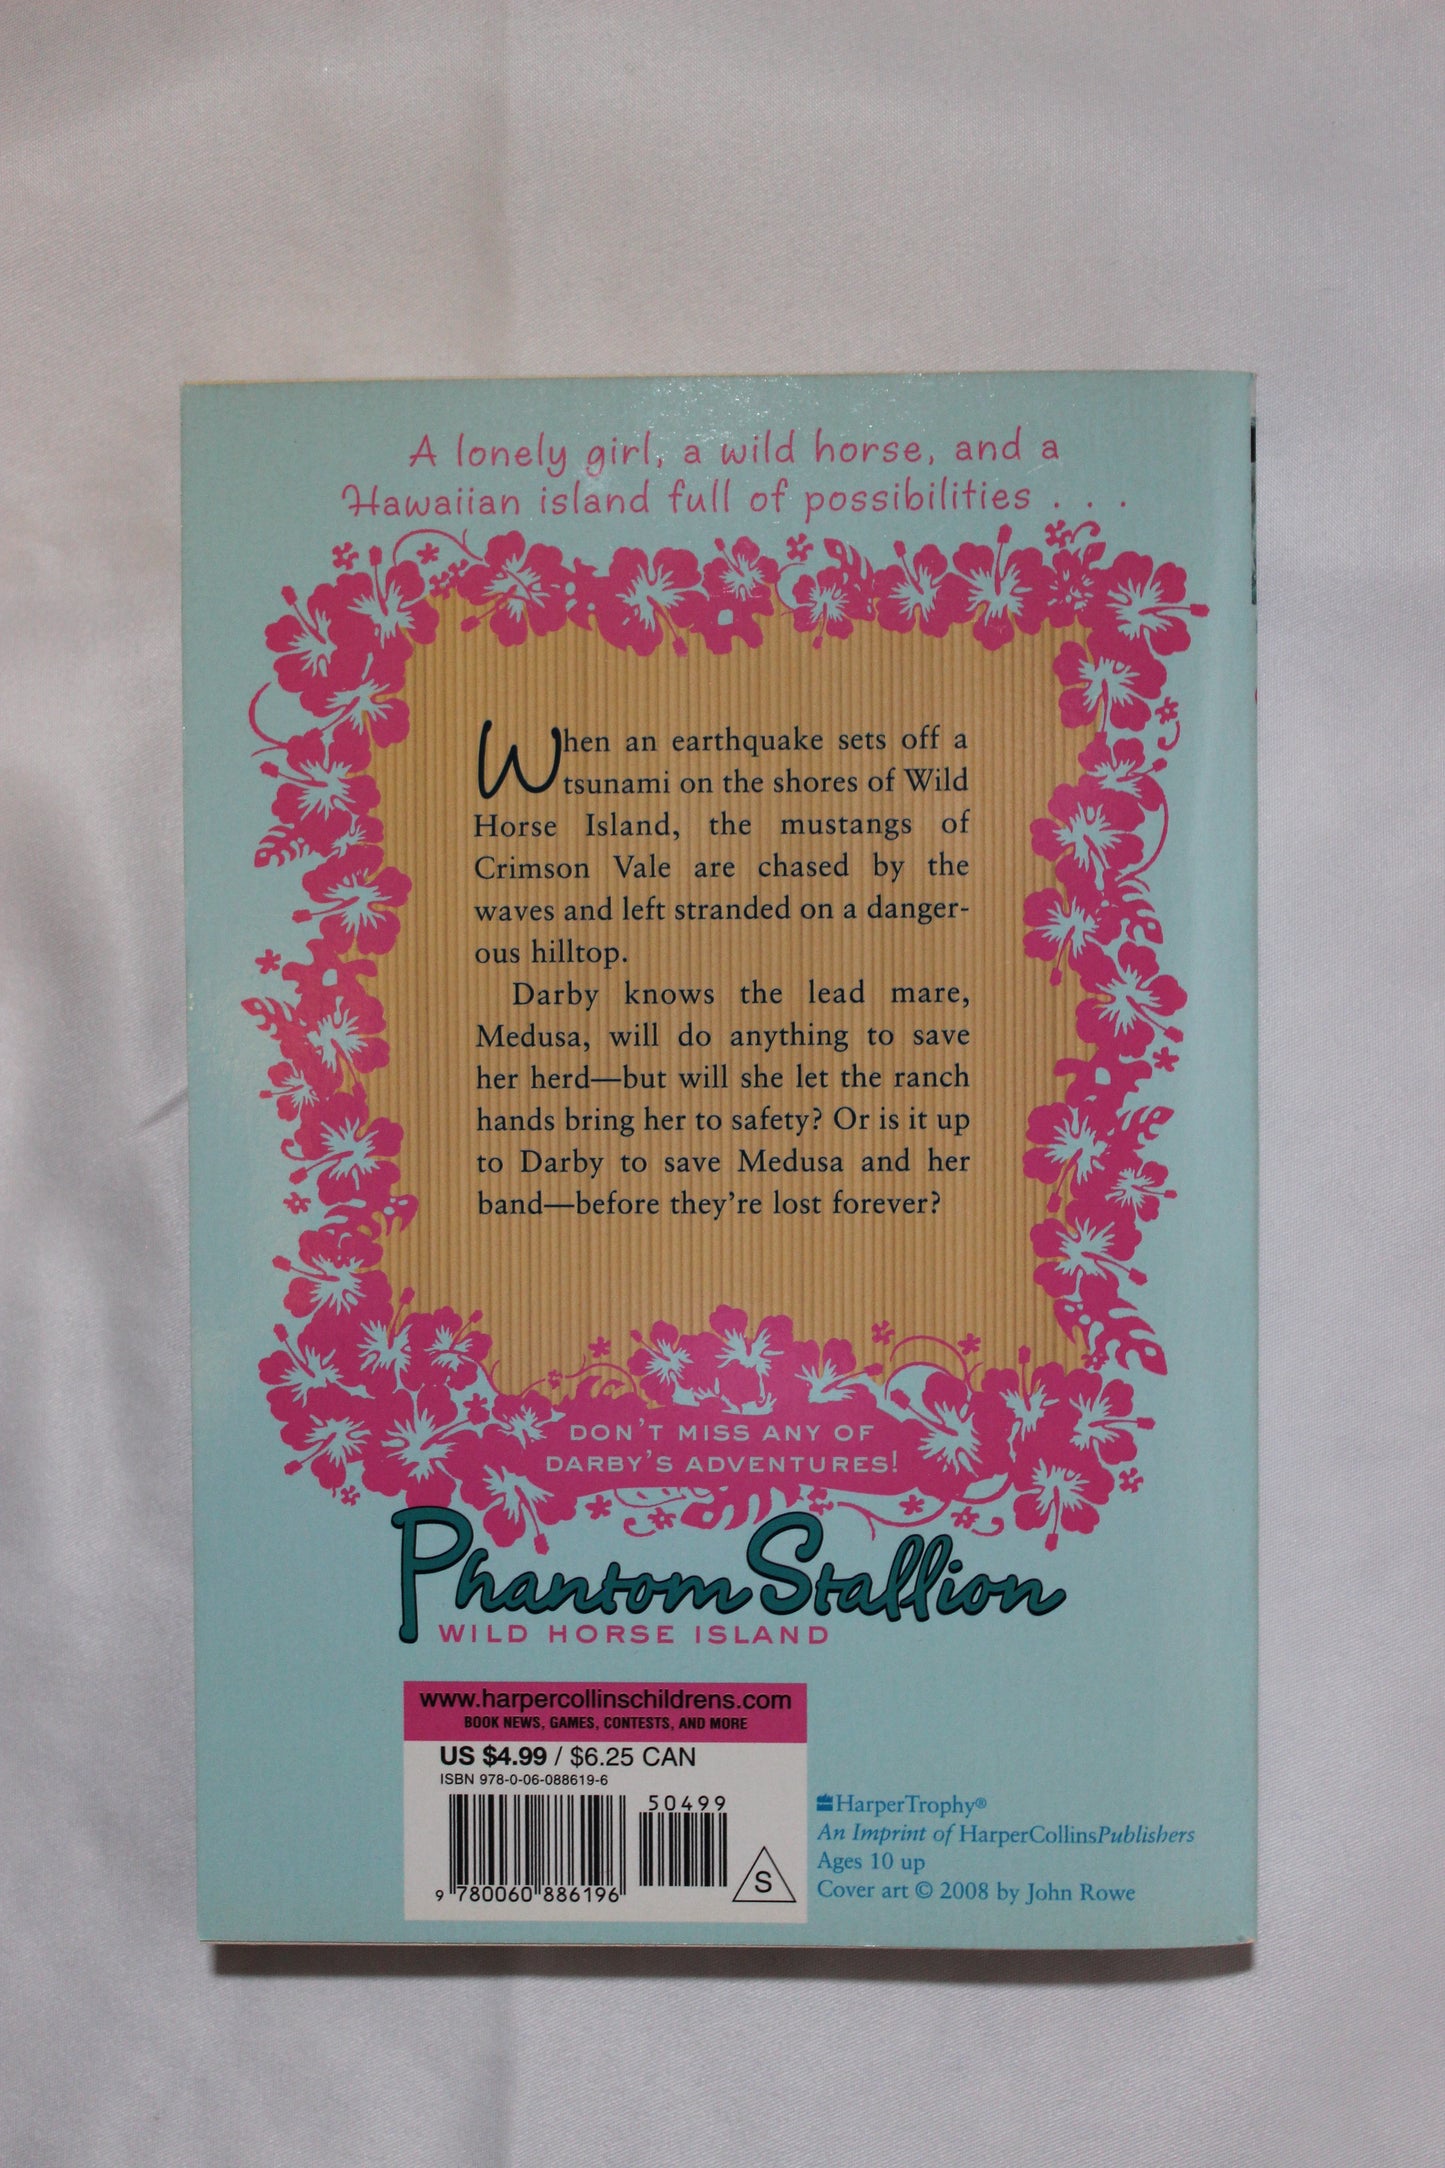 A lonely girl, a wild horse, and a
Hawaiian island full of possibilities . . .
When an earthquake sets off a
tsunami on the shores of Wild
Horse Island, the mustangs of
Crimson Vale are chased by the
waves and left stranded on a danger-
ous hilltop.
Darby knows the lead mare,
Medusa, will do anything to save
her herd—but will she let the ranch
hands bring her to safety? Or is it up
to Darby to save Medusa and her
band—before they're lost forever?
DON'T MISS ANY OF
DARBY'S ADVENTURES!
Phantom Stallion
WILD HORSE ISLAND
www.harpercollinschildrens.com
BOOK NEWS, GAMES, CONTESTS, AND MORE
US $4.99 / $6.25 CAN
ISBN 978-0-06-088619-6
50499
9 780060 886196
S
HarperTrophy®
An Imprint of HarperCollinsPublishers
Ages 10 up
Cover art © 2008 by John Rowe